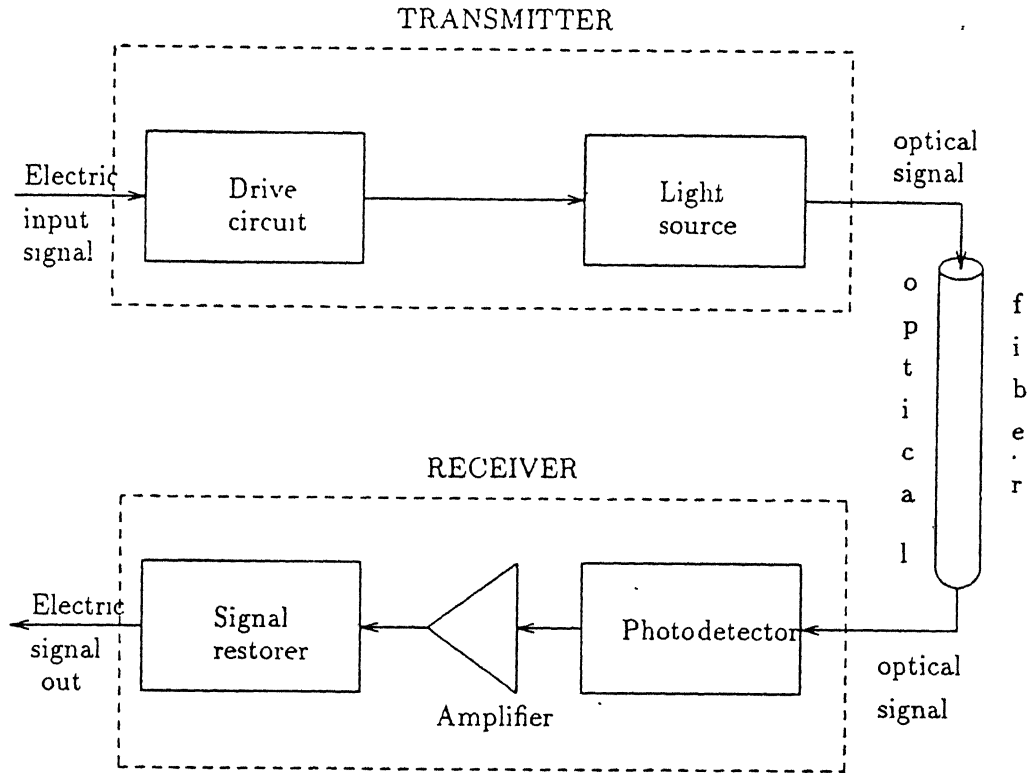 TRANSMITTER
Electric
input
signal
Drive
circuit
Light
source
optical
signal
optical
fiber
RECEIVER
Electric
signal
out
Signal
restorer
Amplifier
Photodetector
optical
signal